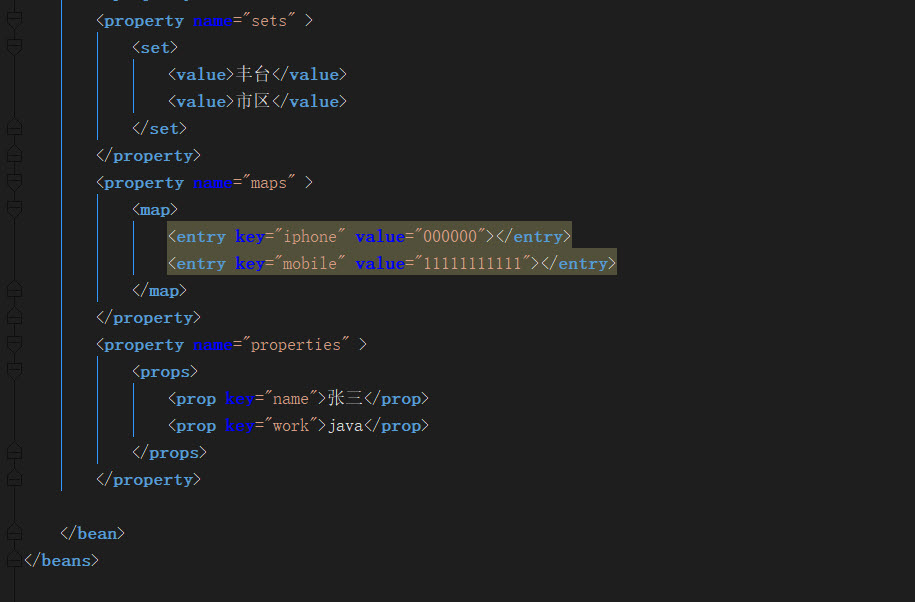 <property name="sets" >
<set>
<value>丰台</value>
<value>市区</value>
</set>
</property>
<property name="maps" >
<map>
<entry key="iphone" value="000000"></entry>
<entry key="mobile" value="11111111111"></entry>
</map>
</property>
<property name="properties" >
<props>
<prop key="name">张三</prop>
<prop key="work">java</prop>
</props>
</property>
</bean>
</beans>